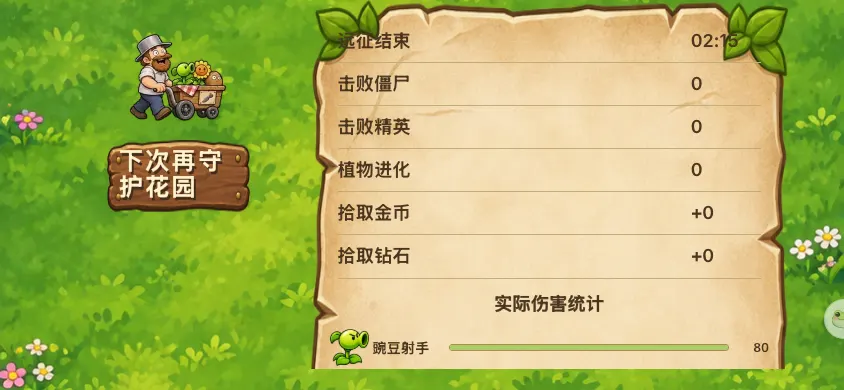 下次再守
护花园
远征结束 02:15
击败僵尸 0
击败精英 0
植物进化 0
拾取金币 +0
拾取钻石 +0
实际伤害统计
豌豆射手 80